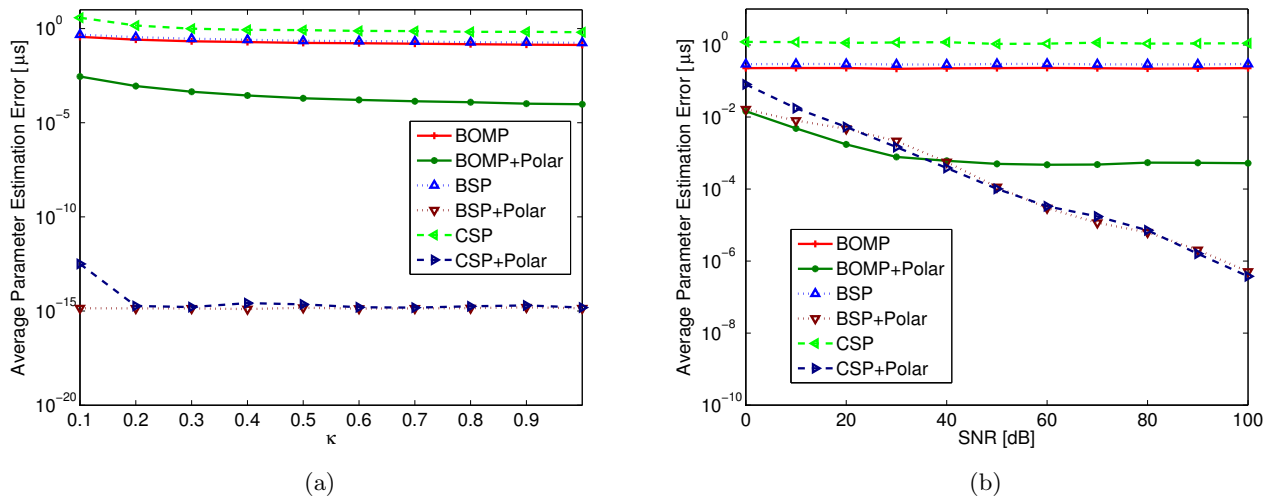 Average Parameter Estimation Error [μs]
10^0
10^-5
10^-10
10^-15
10^-20
0.1 0.2 0.3 0.4 0.5 0.6 0.7 0.8 0.9
κ
BOMP
BOMP+Polar
BSP
BSP+Polar
CSP
CSP+Polar
(a)
Average Parameter Estimation Error [μs]
10^0
10^-2
10^-4
10^-6
10^-8
10^-10
0 20 40 60 80 100
SNR [dB]
BOMP
BOMP+Polar
BSP
BSP+Polar
CSP
CSP+Polar
(b)